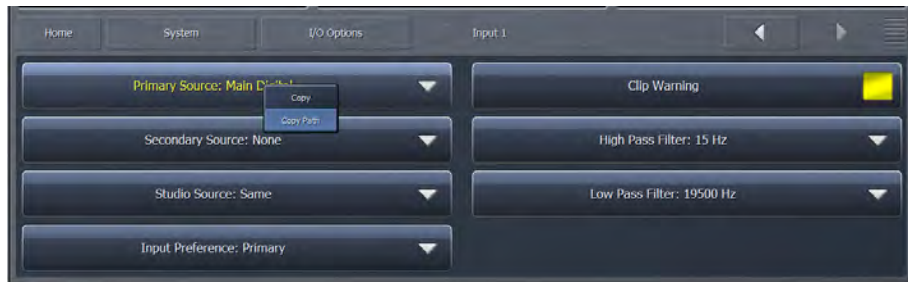 Home System I/O Options Input 1
Primary Source: Main Digital
Clip Warning
Copy
Copy Path
Secondary Source: None
High Pass Filter: 15 Hz
Studio Source: Same
Low Pass Filter: 19500 Hz
Input Preference: Primary